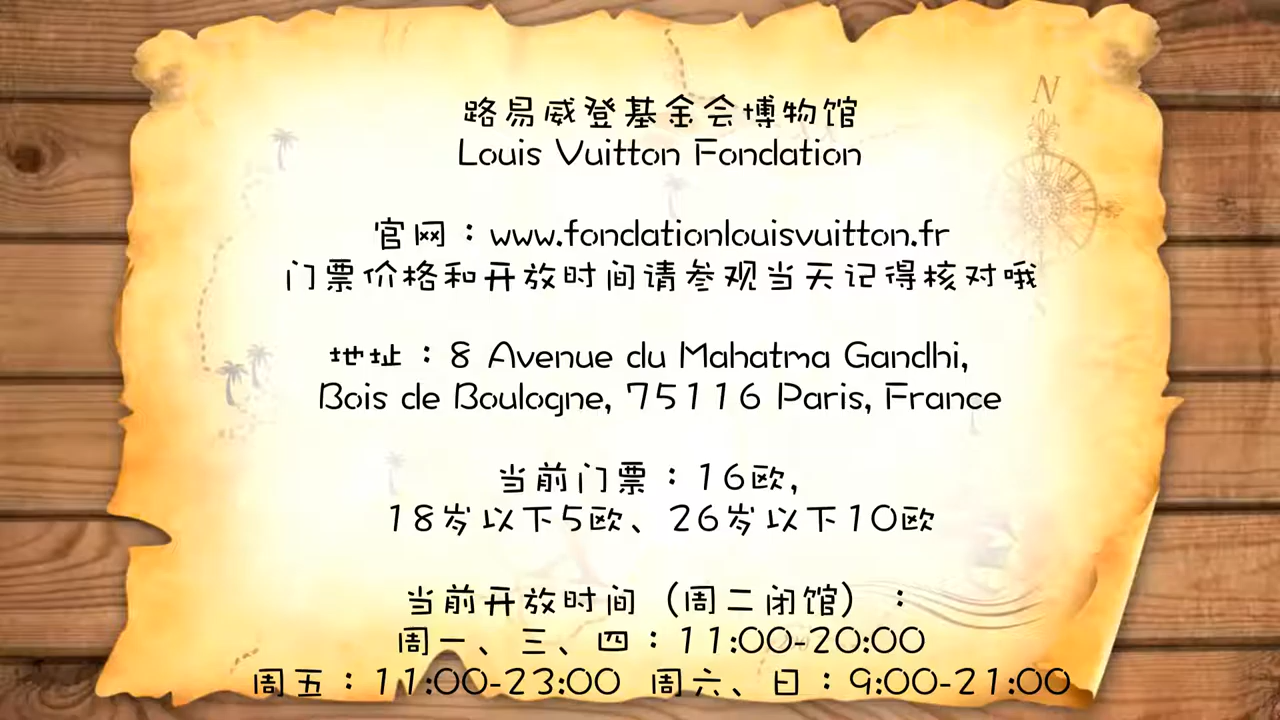 路易威登基金会博物馆
Louis Vuitton Fondation
官网：www.fondationlouisvuitton.fr
门票价格和开放时间请参观当天记得核对哦
地址：8 Avenue du Mahatma Gandhi,
Bois de Boulogne, 75116 Paris, France
当前门票：16欧，
18岁以下5欧、26岁以下10欧
当前开放时间（周二闭馆）：
周一、三、四：11:00-20:00
周五：11:00-23:00 周六、日：9:00-21:00
N